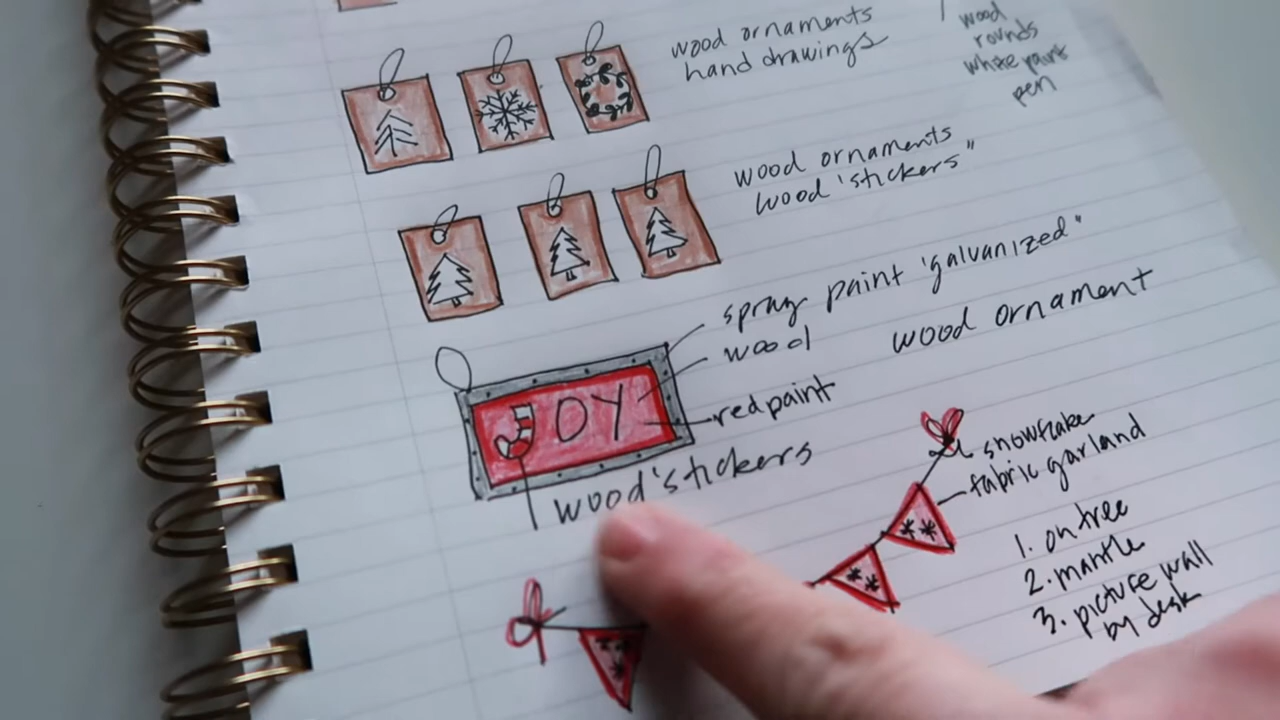 wood ornaments
hand drawings
wood
rounds
white paint
pen
wood ornaments
wood 'stickers"
spray paint 'galvanized"
wood
wood ornament
JOY
red paint
wood 'stickers
snowflake
fabric garland
1. on tree
2. mantle
3. picture wall
by desk